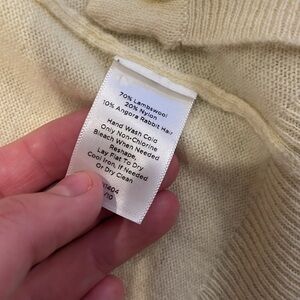 70% Lambswool
20% Nylon
10% Angora Rabbit Hair
Hand Wash Cold
Only Non-Chlorine
Bleach When Needed
Reshape,
Lay Flat To Dry
Cool Iron, If Needed
Or Dry Clean